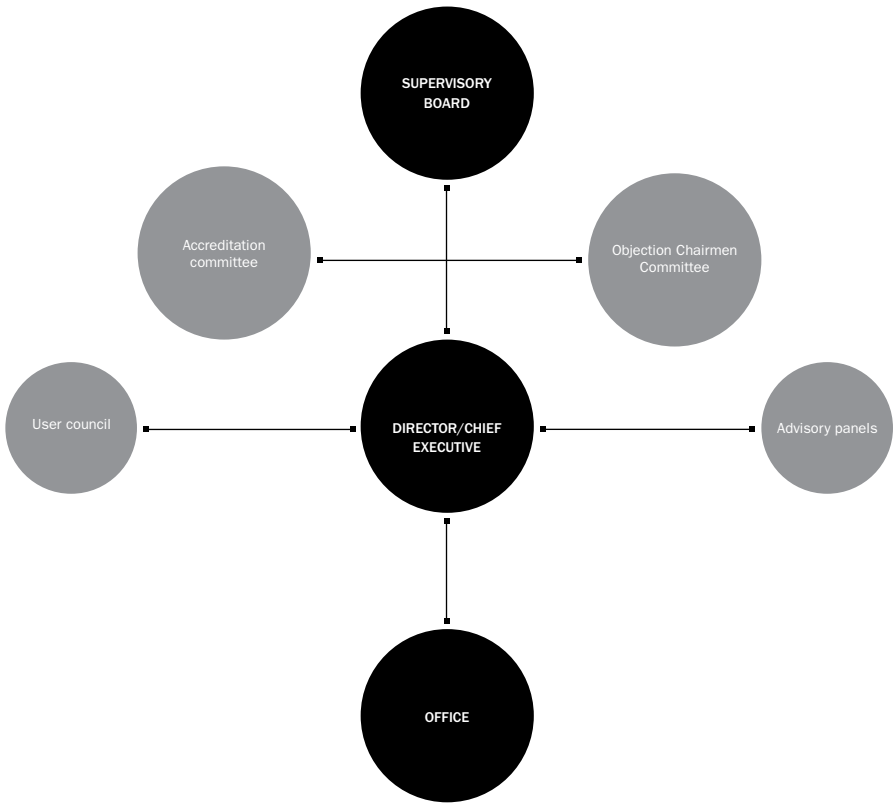 SUPERVISORY
BOARD
Accreditation
committee
Objection Chairmen
Committee
User council
DIRECTOR/CHIEF
EXECUTIVE
Advisory panels
OFFICE